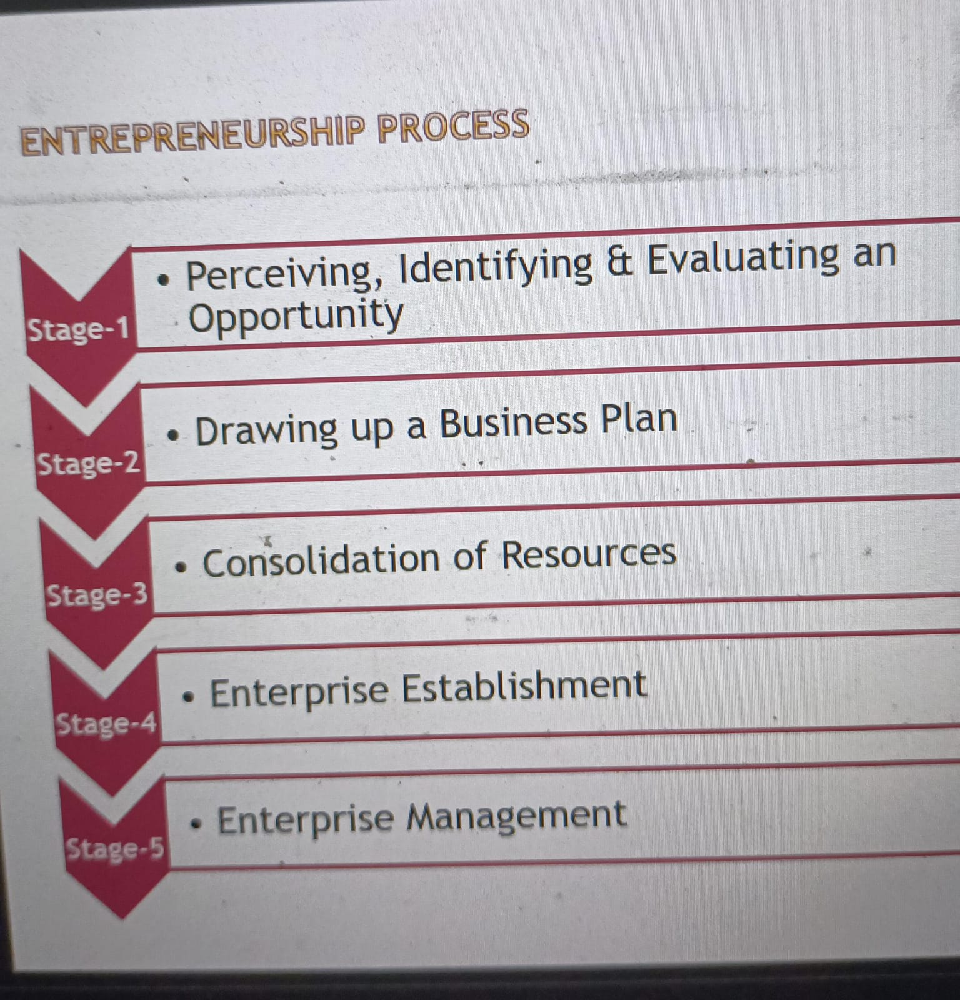 ENTREPRENEURSHIP PROCESS
Stage-1
• Perceiving, Identifying & Evaluating an
Opportunity
Stage-2
• Drawing up a Business Plan
Stage-3
• Consolidation of Resources
Stage-4
• Enterprise Establishment
Stage-5
• Enterprise Management